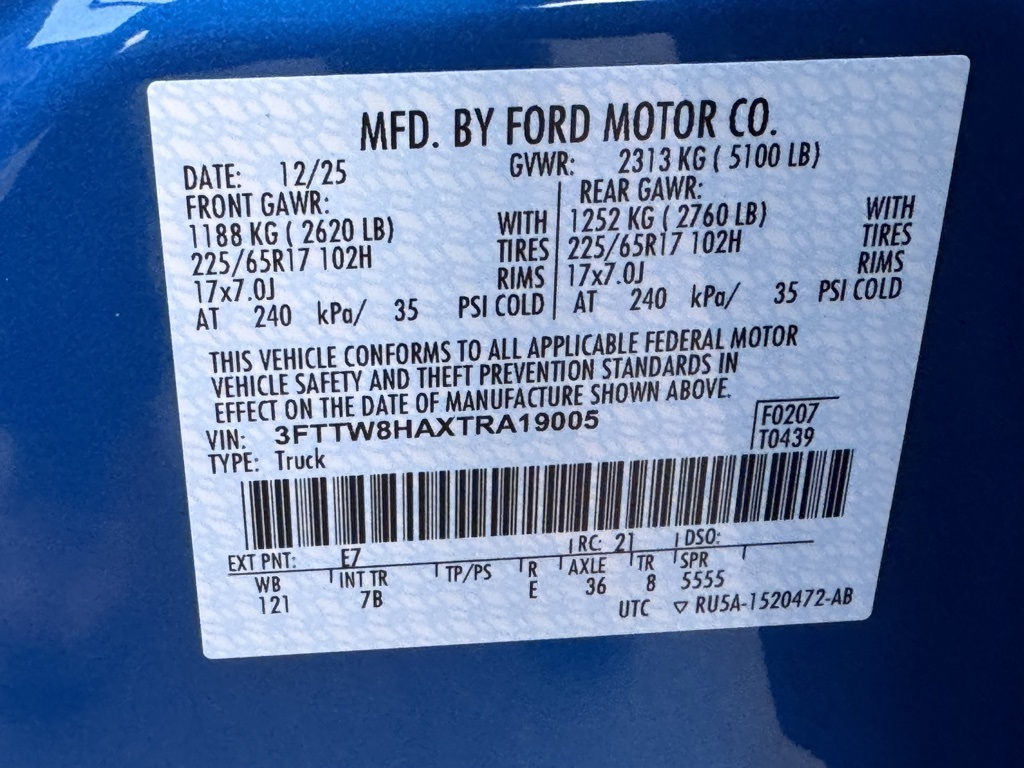 MFD. BY FORD MOTOR CO.
DATE: 12/25 GVWR: 2313 KG ( 5100 LB)
FRONT GAWR: REAR GAWR:
1188 KG ( 2620 LB) WITH 1252 KG ( 2760 LB) WITH
225/65R17 102H TIRES 225/65R17 102H TIRES
17x7.0J RIMS 17x7.0J RIMS
AT 240 kPa/ 35 PSI COLD AT 240 kPa/ 35 PSI COLD
THIS VEHICLE CONFORMS TO ALL APPLICABLE FEDERAL MOTOR
VEHICLE SAFETY AND THEFT PREVENTION STANDARDS IN
EFFECT ON THE DATE OF MANUFACTURE SHOWN ABOVE.
VIN: 3FTTW8HAXTRA19005 F0207
TYPE: Truck T0439
EXT PNT: E7 RC: 21 DSO:
WB INT TR TP/PS R AXLE TR SPR
121 7B E 36 8 5555
UTC ▽ RU5A-1520472-AB